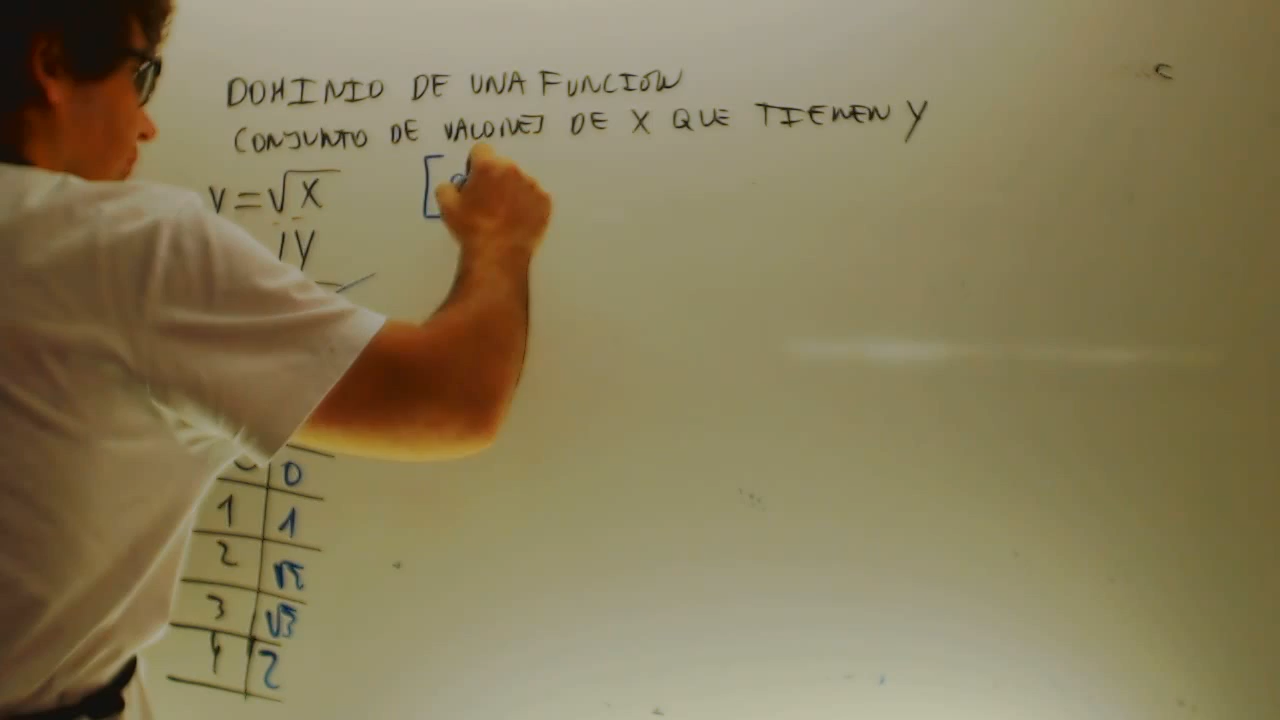 DOMINIO DE UNA FUNCION
CONJUNTO DE VALORES DE X QUE TIENEN Y
Y = √X
[
Y
0
1 1
2 √2
3 √3
4 2